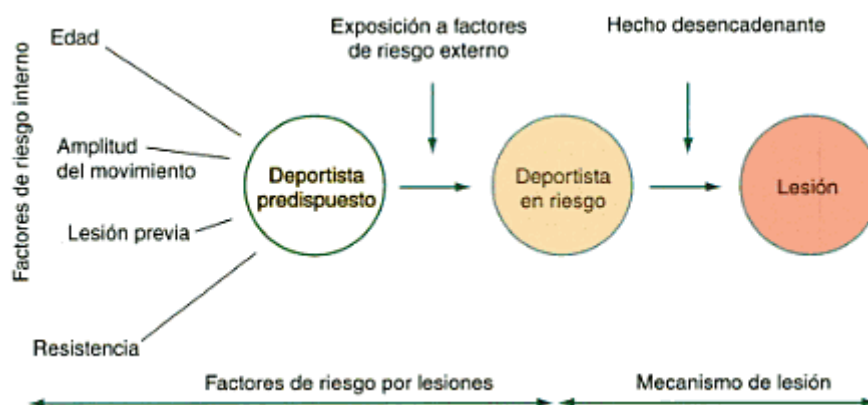 Factores de riesgo interno
Edad
Amplitud
del movimiento
Lesión previa
Resistencia
Deportista
predispuesto
Exposición a factores
de riesgo externo
Deportista
en riesgo
Hecho desencadenante
Lesión
Factores de riesgo por lesiones
Mecanismo de lesión